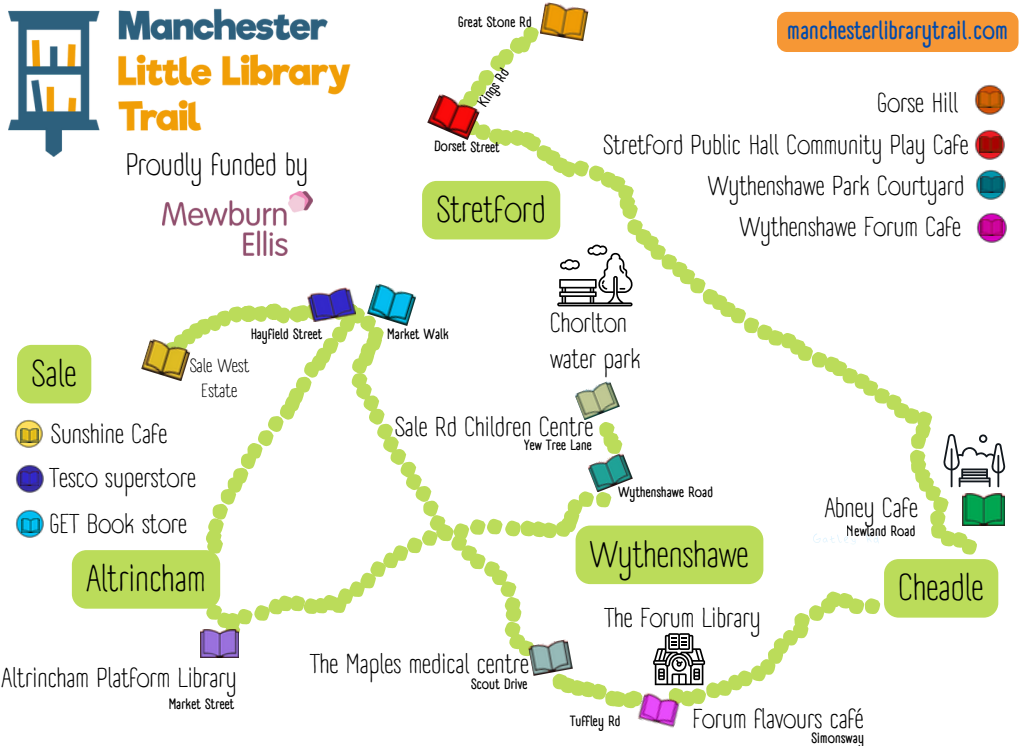 Manchester
Little Library
Trail
Proudly funded by
Mewburn
Ellis
Great Stone Rd
Kings Rd
Dorset Street
manchesterlibrarytrail.com
Gorse Hill
Stretford Public Hall Community Play Cafe
Wythenshawe Park Courtyard
Wythenshawe Forum Cafe
Stretford
Chorlton
water park
Hayfield Street
Market Walk
Sale West
Estate
Sale
Sunshine Cafe
Tesco superstore
GET Book store
Sale Rd Children Centre
Yew Tree Lane
Wythenshawe Road
Abney Cafe
Newland Road
Altrincham
Wythenshawe
Cheadle
Altrincham Platform Library
Market Street
The Maples medical centre
Scout Drive
The Forum Library
Tuffley Rd
Forum flavours café
Simonsway